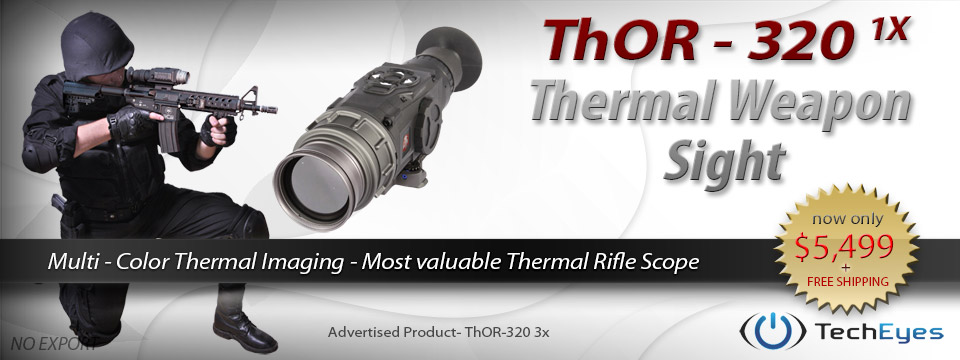 ThOR - 320 1X
Thermal Weapon
Sight
now only
$5,499
+
FREE SHIPPING
Multi - Color Thermal Imaging - Most valuable Thermal Rifle Scope
Advertised Product- ThOR-320 3x
TechEyes
NO EXPORT